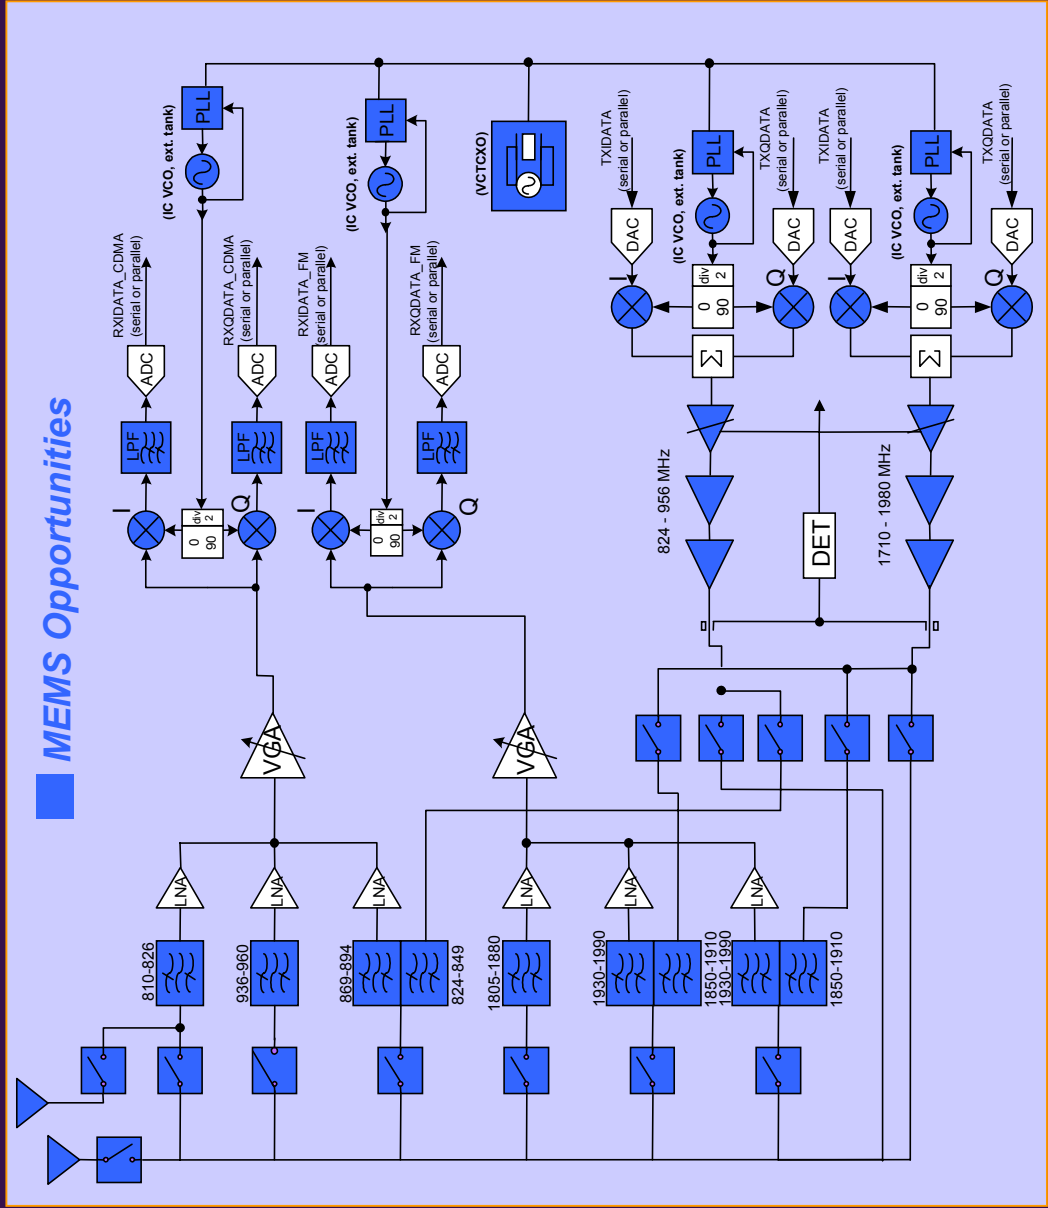 MEMS Opportunities
810-826
LNA
936-960
LNA
869-894
824-849
LNA
VGA
1805-1880
LNA
1930-1990
1850-1910
LNA
1930-1990
1850-1910
LNA
VGA
I
Q
0
90
div
2
LPF
LPF
ADC
ADC
RXIDATA_CDMA
(serial or parallel)
RXQDATA_CDMA
(serial or parallel)
(IC VCO, ext. tank)
PLL
I
Q
0
90
div
2
LPF
LPF
ADC
ADC
RXIDATA_FM
(serial or parallel)
RXQDATA_FM
(serial or parallel)
(IC VCO, ext. tank)
PLL
(VCTCXO)
824 - 956 MHz
Σ
I
Q
0
90
div
2
DAC
DAC
TXIDATA
(serial or parallel)
TXQDATA
(serial or parallel)
(IC VCO, ext. tank)
PLL
DET
1710 - 1980 MHz
Σ
I
Q
0
90
div
2
DAC
DAC
TXIDATA
(serial or parallel)
TXQDATA
(serial or parallel)
(IC VCO, ext. tank)
PLL